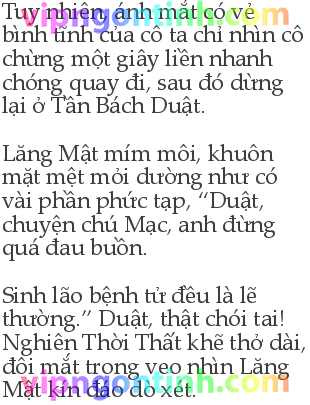 Tuy nhiên, ánh mắt có vẻ
bình tĩnh của cô ta chỉ nhìn cô
chừng một giây liền nhanh
chóng quay đi, sau đó dừng
lại ở Tần Bách Duật.

Lăng Mật mím môi, khuôn
mặt mệt mỏi dường như có
vài phần phức tạp, “Duật,
chuyện chú Mạc, anh đừng
quá đau buồn.

Sinh lão bệnh tử đều là lẽ
thường.” Duật, thật chói tai!
Nghiên Thời Thất khẽ thở dài,
đôi mắt trong veo nhìn Lăng
Mật kín đáo dò xét.
vipngontinh.com
vipngontinh.com